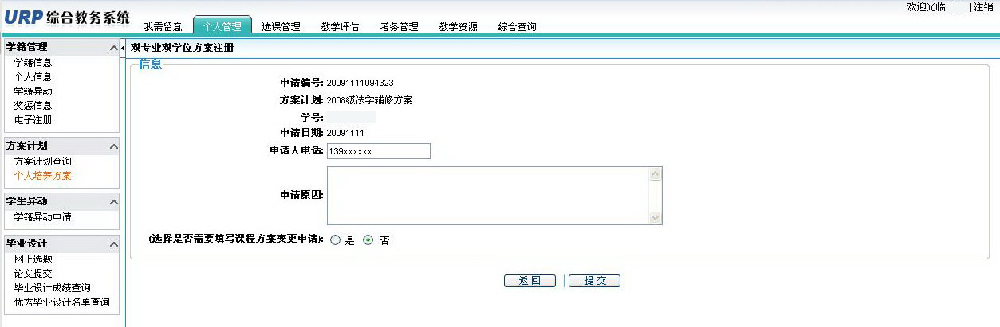 欢迎光临 | 注销
URP 综合教务系统
我需留意 个人管理 选课管理 教学评估 考务管理 教学资源 综合查询
学籍管理
学籍信息
个人信息
学籍异动
奖惩信息
电子注册
方案计划
方案计划查询
个人培养方案
学生异动
学籍异动申请
毕业设计
网上选题
论文提交
毕业设计成绩查询
优秀毕业设计名单查询
双专业双学位方案注册
信息
申请编号: 20091111094323
方案计划: 2008级法学辅修方案
学号:
申请日期: 20091111
申请人电话: 139xxxxxx
申请原因:
(选择是否需要填写课程方案变更申请): 是 否
返回 | 提交